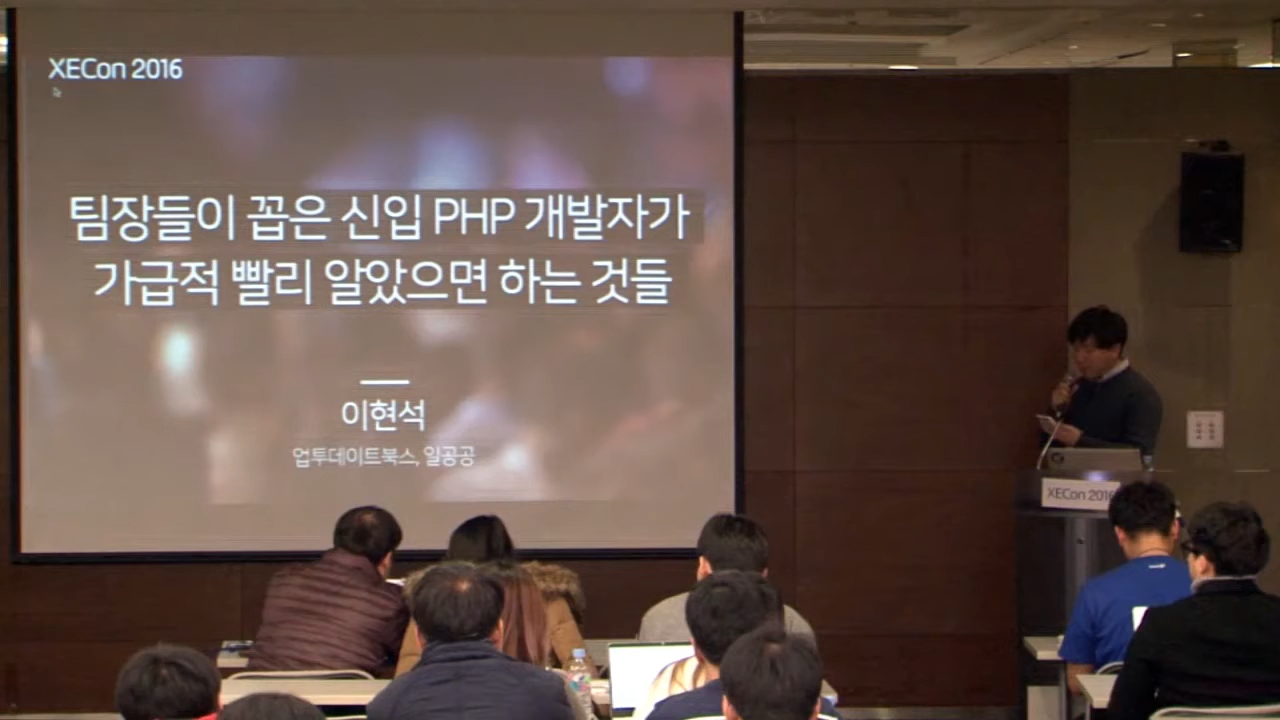 XECon 2016
팀장들이 꼽은 신입 PHP 개발자가
가급적 빨리 알았으면 하는 것들
이현석
업투데이트북스, 일공공
XECon 2016